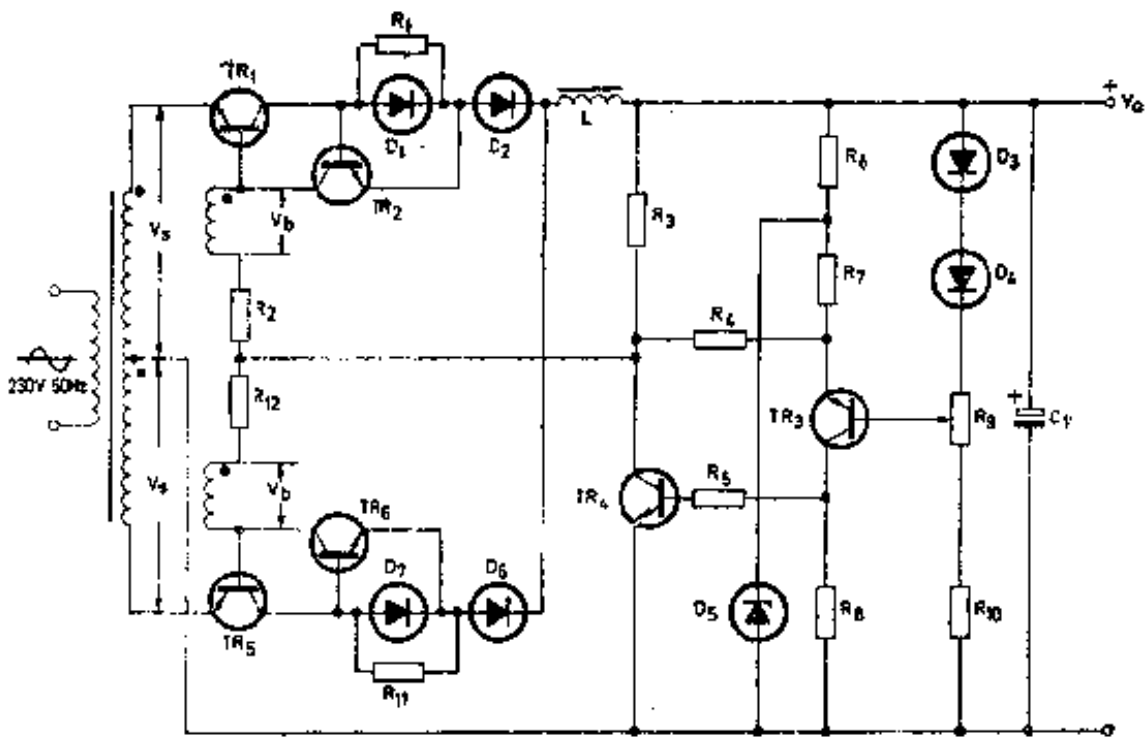 R1
TR1
D1
D2
L
+
V0
TR2
Vb
R6
D3
Vs
R3
R2
R7
D4
R4
230V 50Hz
R12
TR3
R9
+
C1
Vs
Vb
TR4
R5
TR6
D7
D6
D5
R8
R10
TR5
R11